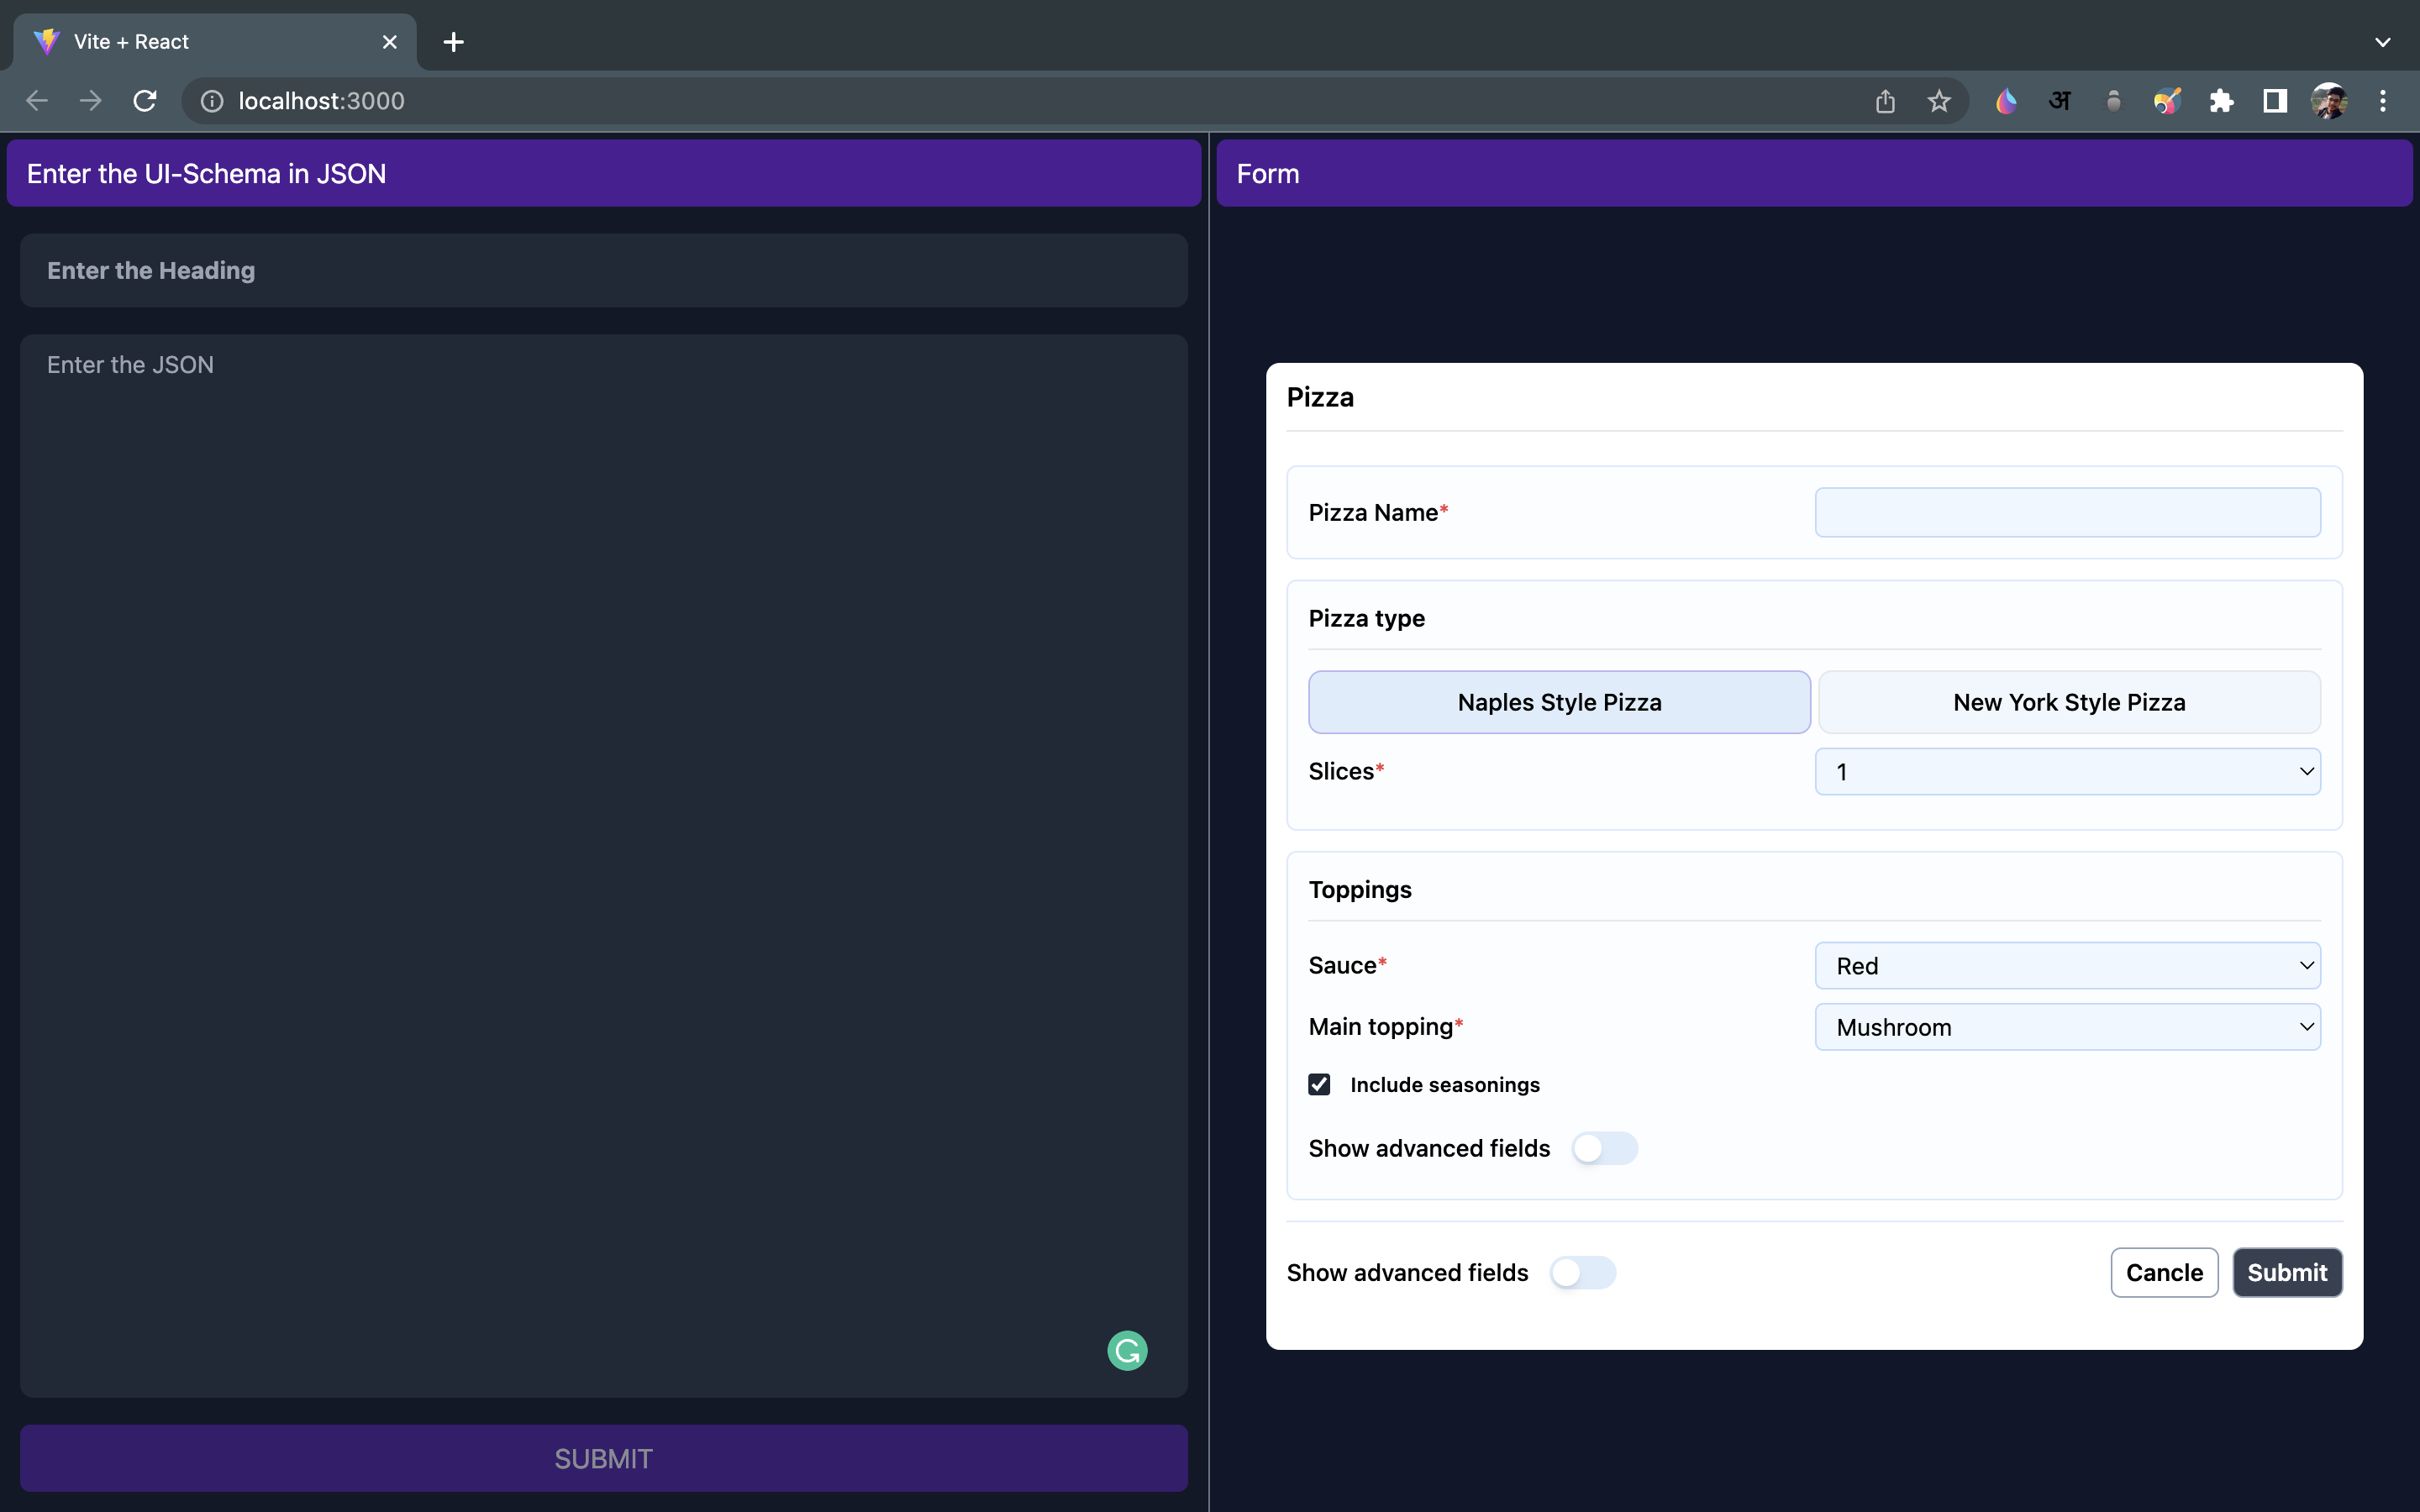 Vite + React
localhost:3000
अ
Enter the UI-Schema in JSON
Enter the Heading
Enter the JSON
SUBMIT
Form
Pizza
Pizza Name*
Pizza type
Naples Style Pizza
New York Style Pizza
Slices*
1
Toppings
Sauce*
Red
Main topping*
Mushroom
Include seasonings
Show advanced fields
Show advanced fields
Cancle
Submit